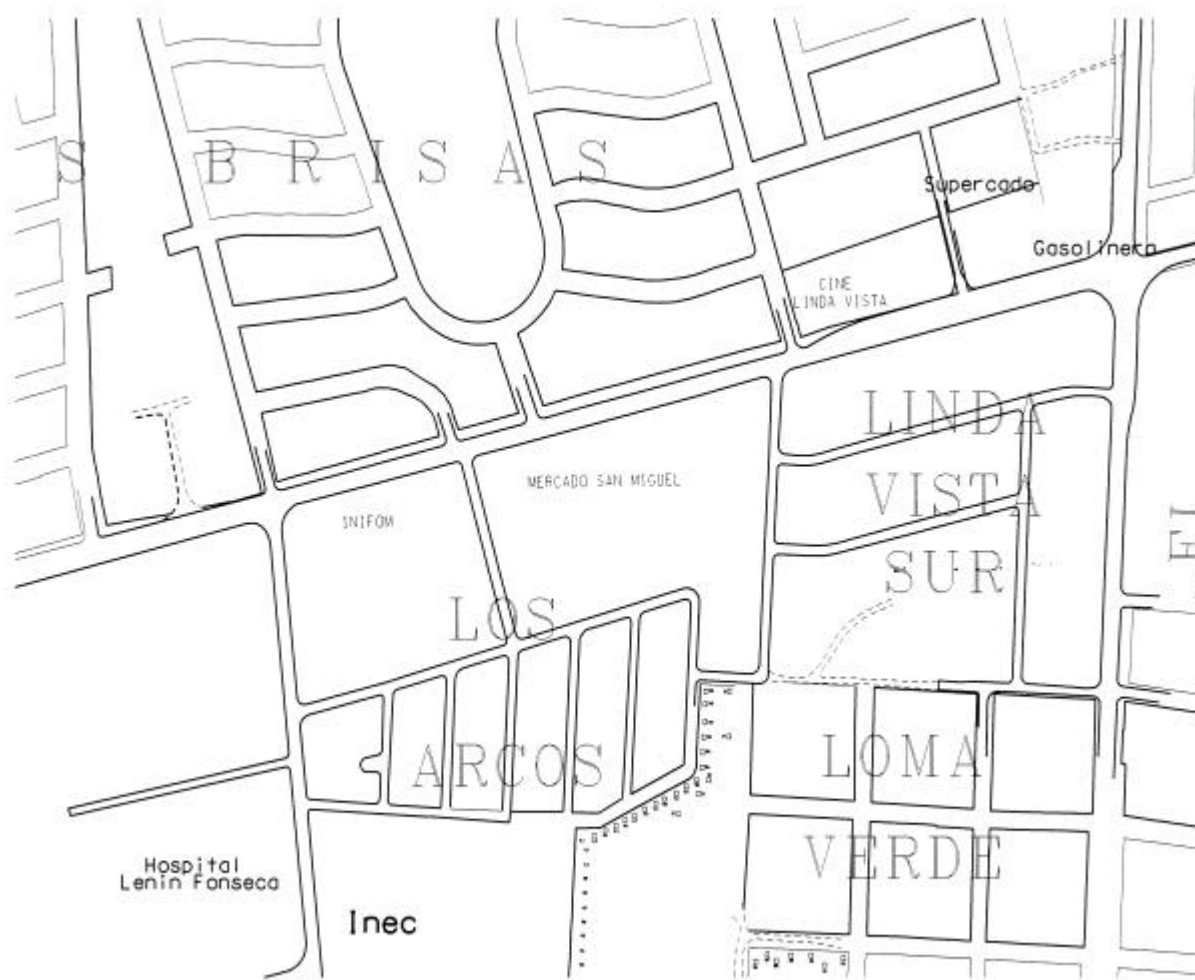 S BRISAS
Supercado
Gasolinera
CINE
LINDA VISTA
LINDA
VISTA
SUR
MERCADO SAN MIGUEL
INIFOM
LOS
ARCOS
LOMA
VERDE
Hospital
Lenin Fonseca
Inec